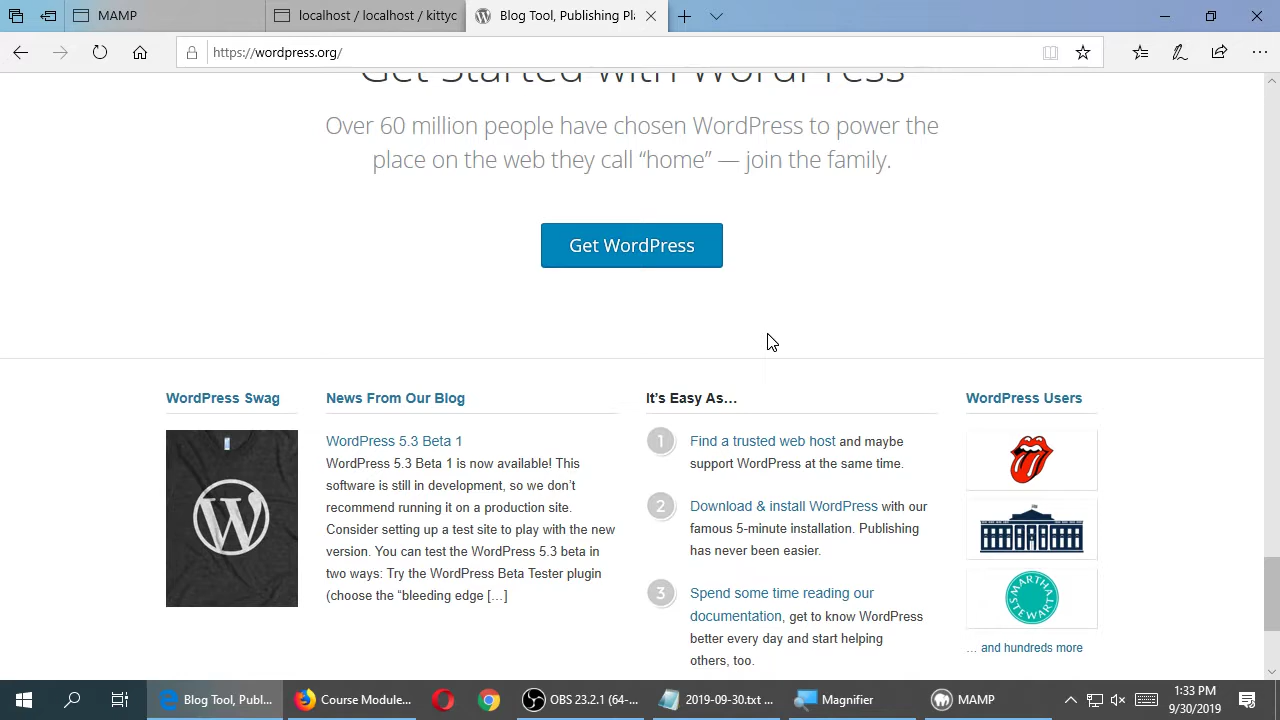 MAMP
localhost / localhost / kittyc
Blog Tool, Publishing Pl
https://wordpress.org/
Get Started with WordPress
Over 60 million people have chosen WordPress to power the
place on the web they call “home” — join the family.
Get WordPress
WordPress Swag
News From Our Blog
WordPress 5.3 Beta 1
WordPress 5.3 Beta 1 is now available! This
software is still in development, so we don’t
recommend running it on a production site.
Consider setting up a test site to play with the new
version. You can test the WordPress 5.3 beta in
two ways: Try the WordPress Beta Tester plugin
(choose the “bleeding edge […]
It’s Easy As…
1 Find a trusted web host and maybe
support WordPress at the same time.
2 Download & install WordPress with our
famous 5-minute installation. Publishing
has never been easier.
3 Spend some time reading our
documentation, get to know WordPress
better every day and start helping
others, too.
WordPress Users
MARTHA
STEWART
… and hundreds more
Blog Tool, Publ...
Course Module...
OBS 23.2.1 (64-...
2019-09-30.txt ...
Magnifier
MAMP
1:33 PM
9/30/2019